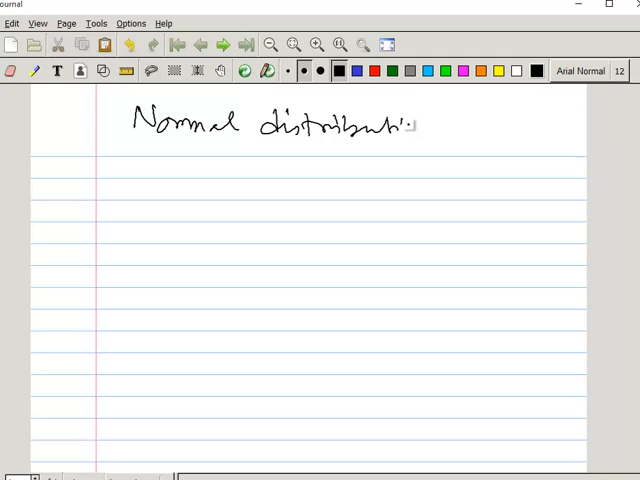 ournal
Edit View Page Tools Options Help
T Arial Normal 12
Normal distributi